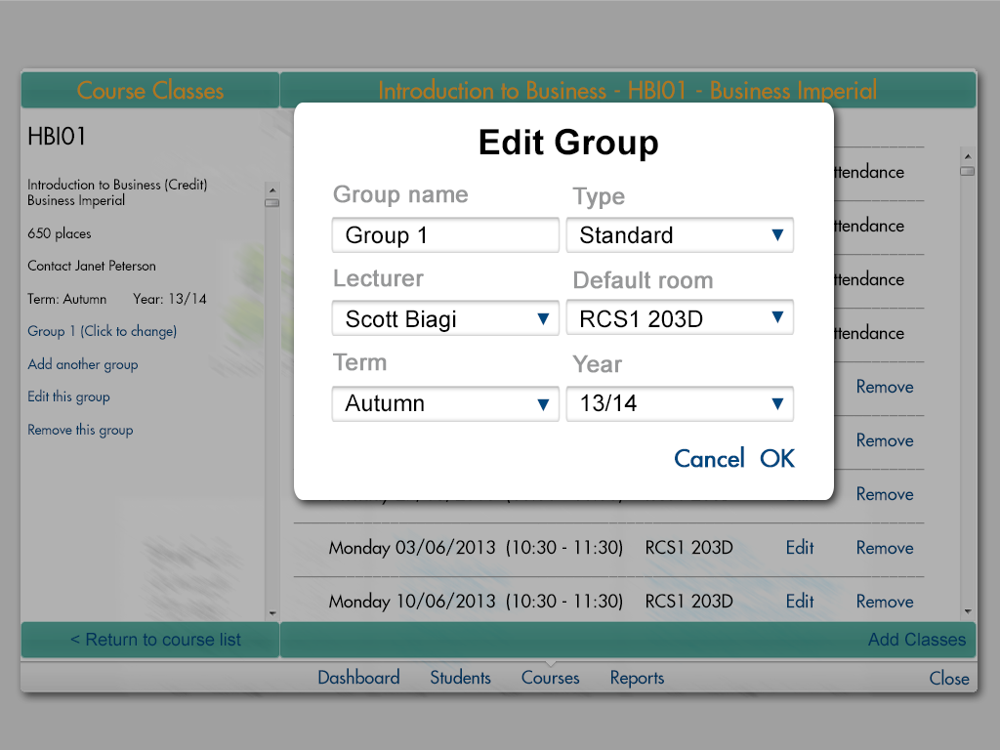 Course Classes
Introduction to Business - HBI01 - Business Imperial
HBI01
Introduction to Business (Credit)
Business Imperial
650 places
Contact Janet Peterson
Term: Autumn Year: 13/14
Group 1 (Click to change)
Add another group
Edit this group
Remove this group
Edit Group
Group name Type
Group 1 Standard
Lecturer Default room
Scott Biagi RCS1 203D
Term Year
Autumn 13/14
Cancel OK
ttendance
ttendance
ttendance
ttendance
Remove
Remove
Remove
Monday 03/06/2013 (10:30 - 11:30) RCS1 203D Edit Remove
Monday 10/06/2013 (10:30 - 11:30) RCS1 203D Edit Remove
< Return to course list Add Classes
Dashboard Students Courses Reports Close